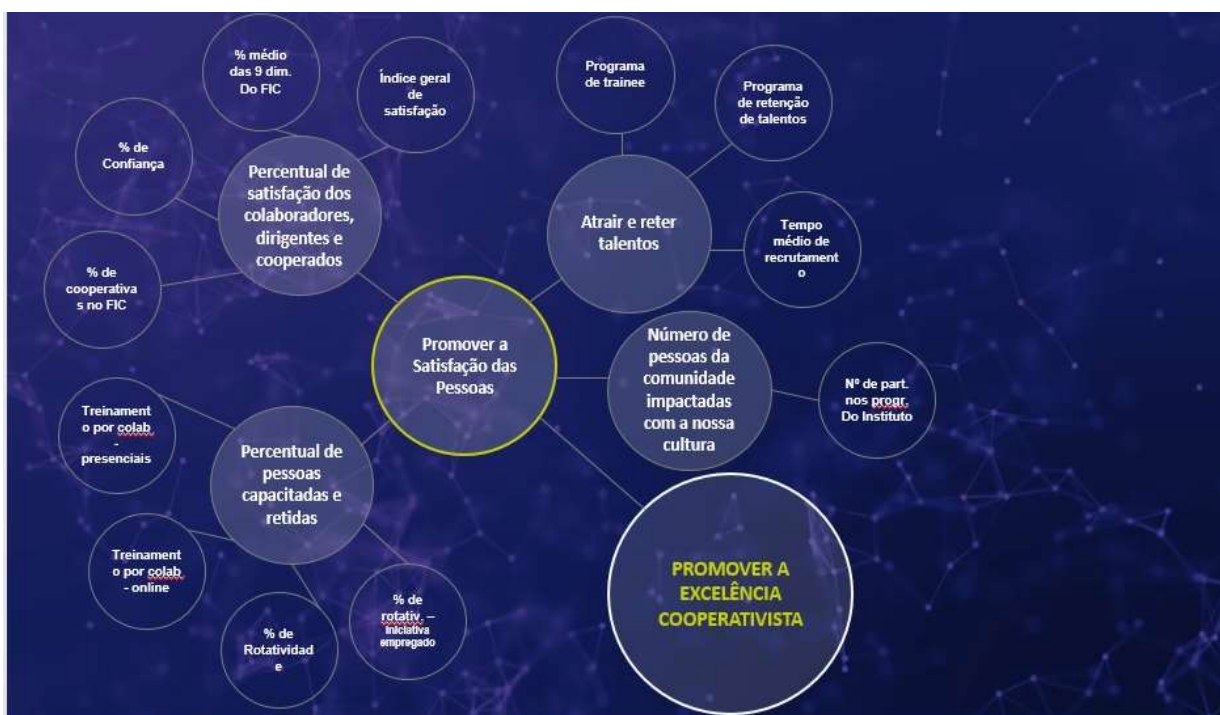 % médio
das 9 dim.
Do FIC
Índice geral
de
satisfação
% de
Confiança
Percentual de
satisfação dos
colaboradores,
dirigentes e
cooperados
% de
cooperativa
s no FIC
Programa
de trainee
Programa
de retenção
de talentos
Atrair e reter
talentos
Tempo
médio de
recrutament
o
Promover a
Satisfação das
Pessoas
Número de
pessoas da
comunidade
impactadas
com a nossa
cultura
Nº de part.
nos progr.
Do Instituto
Treinament
o por colab
-
presenciais
Percentual de
pessoas
capacitadas e
retidas
Treinament
o por colab
- online
% de
Rotatividad
e
% de
rotativ. –
Iniciativa
empregado
PROMOVER A
EXCELÊNCIA
COOPERATIVISTA